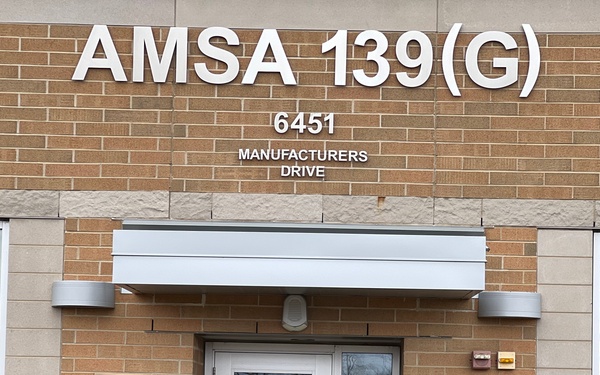 AMSA 139(G)
6451
MANUFACTURERS
DRIVE